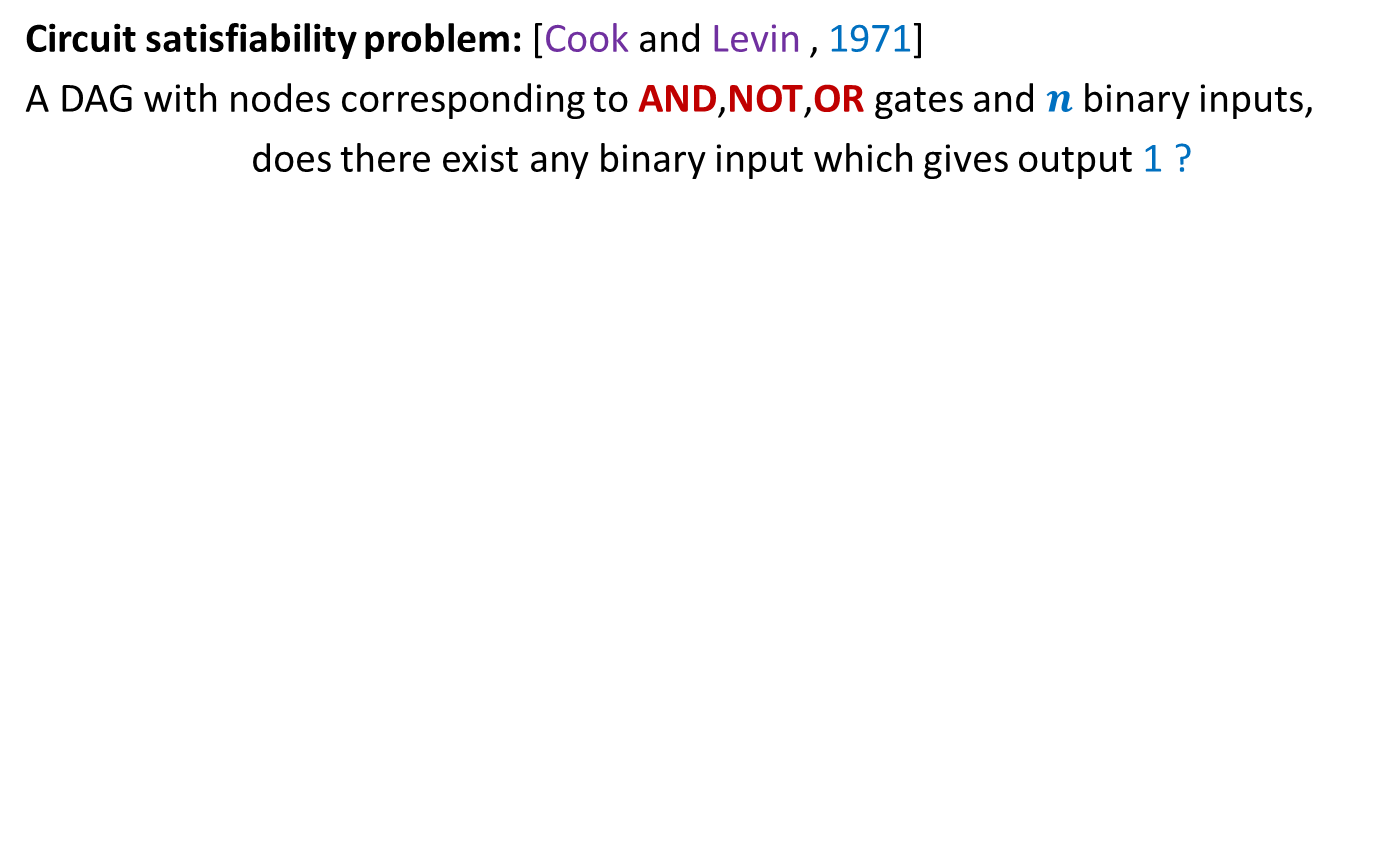 Circuit satisfiability problem: [Cook and Levin , 1971]
A DAG with nodes corresponding to AND,NOT,OR gates and n binary inputs,
does there exist any binary input which gives output 1 ?